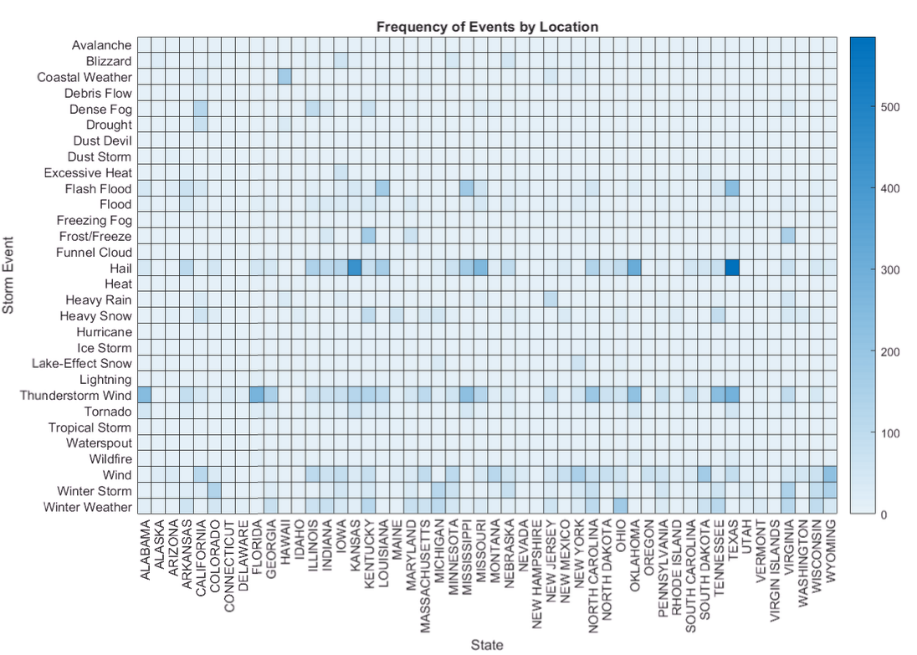 Frequency of Events by Location
Storm Event
Avalanche
Blizzard
Coastal Weather
Debris Flow
Dense Fog
Drought
Dust Devil
Dust Storm
Excessive Heat
Flash Flood
Flood
Freezing Fog
Frost/Freeze
Funnel Cloud
Hail
Heat
Heavy Rain
Heavy Snow
Hurricane
Ice Storm
Lake-Effect Snow
Lightning
Thunderstorm Wind
Tornado
Tropical Storm
Waterspout
Wildfire
Wind
Winter Storm
Winter Weather
500
400
300
200
100
0
ALABAMA
ALASKA
ARIZONA
ARKANSAS
CALIFORNIA
COLORADO
CONNECTICUT
DELAWARE
FLORIDA
GEORGIA
HAWAII
IDAHO
ILLINOIS
INDIANA
IOWA
KANSAS
KENTUCKY
LOUISIANA
MAINE
MARYLAND
MASSACHUSETTS
MICHIGAN
MINNESOTA
MISSISSIPPI
MISSOURI
MONTANA
NEBRASKA
NEVADA
NEW HAMPSHIRE
NEW JERSEY
NEW MEXICO
NEW YORK
NORTH CAROLINA
NORTH DAKOTA
OHIO
OKLAHOMA
OREGON
PENNSYLVANIA
RHODE ISLAND
SOUTH CAROLINA
SOUTH DAKOTA
TENNESSEE
TEXAS
UTAH
VERMONT
VIRGIN ISLANDS
VIRGINIA
WASHINGTON
WISCONSIN
WYOMING
State